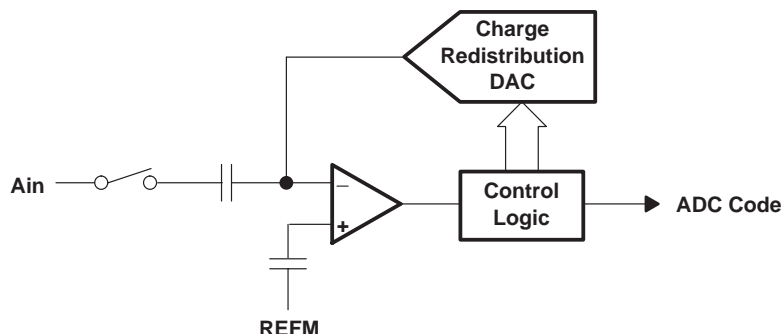 Charge
Redistribution
DAC
Ain
−
+
Control
Logic
ADC Code
REFM